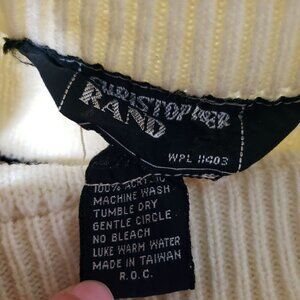 CHRISTOPHER
RAND
WPL 11403
100% ACRYLIC
MACHINE WASH
TUMBLE DRY
GENTLE CIRCLE
NO BLEACH
LUKE WARM WATER
MADE IN TAIWAN
R.O.C.